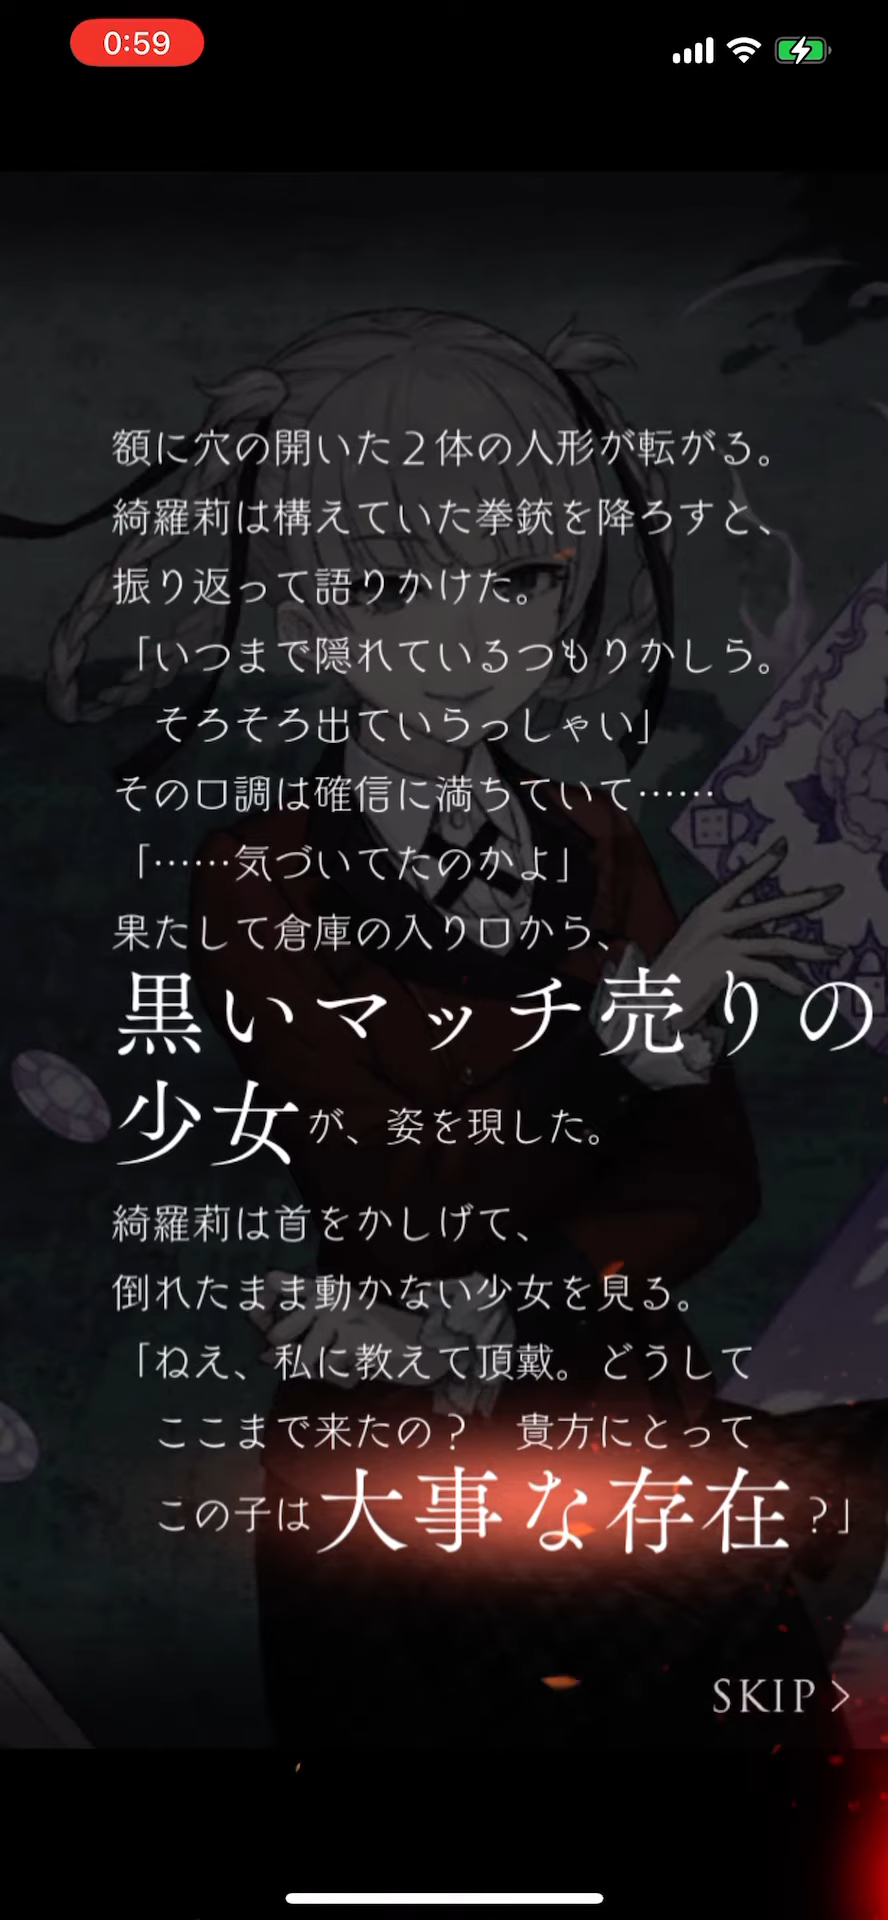 0:59
額に穴の開いた２体の人形が転がる。
綺羅莉は構えていた拳銃を降ろすと、
振り返って語りかけた。
「いつまで隠れているつもりかしら。
そろそろ出ていらっしゃい」
その口調は確信に満ちていて……
「……気づいてたのかよ」
果たして倉庫の入り口から、
黒いマッチ売りの
少女が、姿を現した。
綺羅莉は首をかしげて、
倒れたまま動かない少女を見る。
「ねえ、私に教えて頂戴。どうして
ここまで来たの？　貴方にとって
この子は大事な存在？」
SKIP >